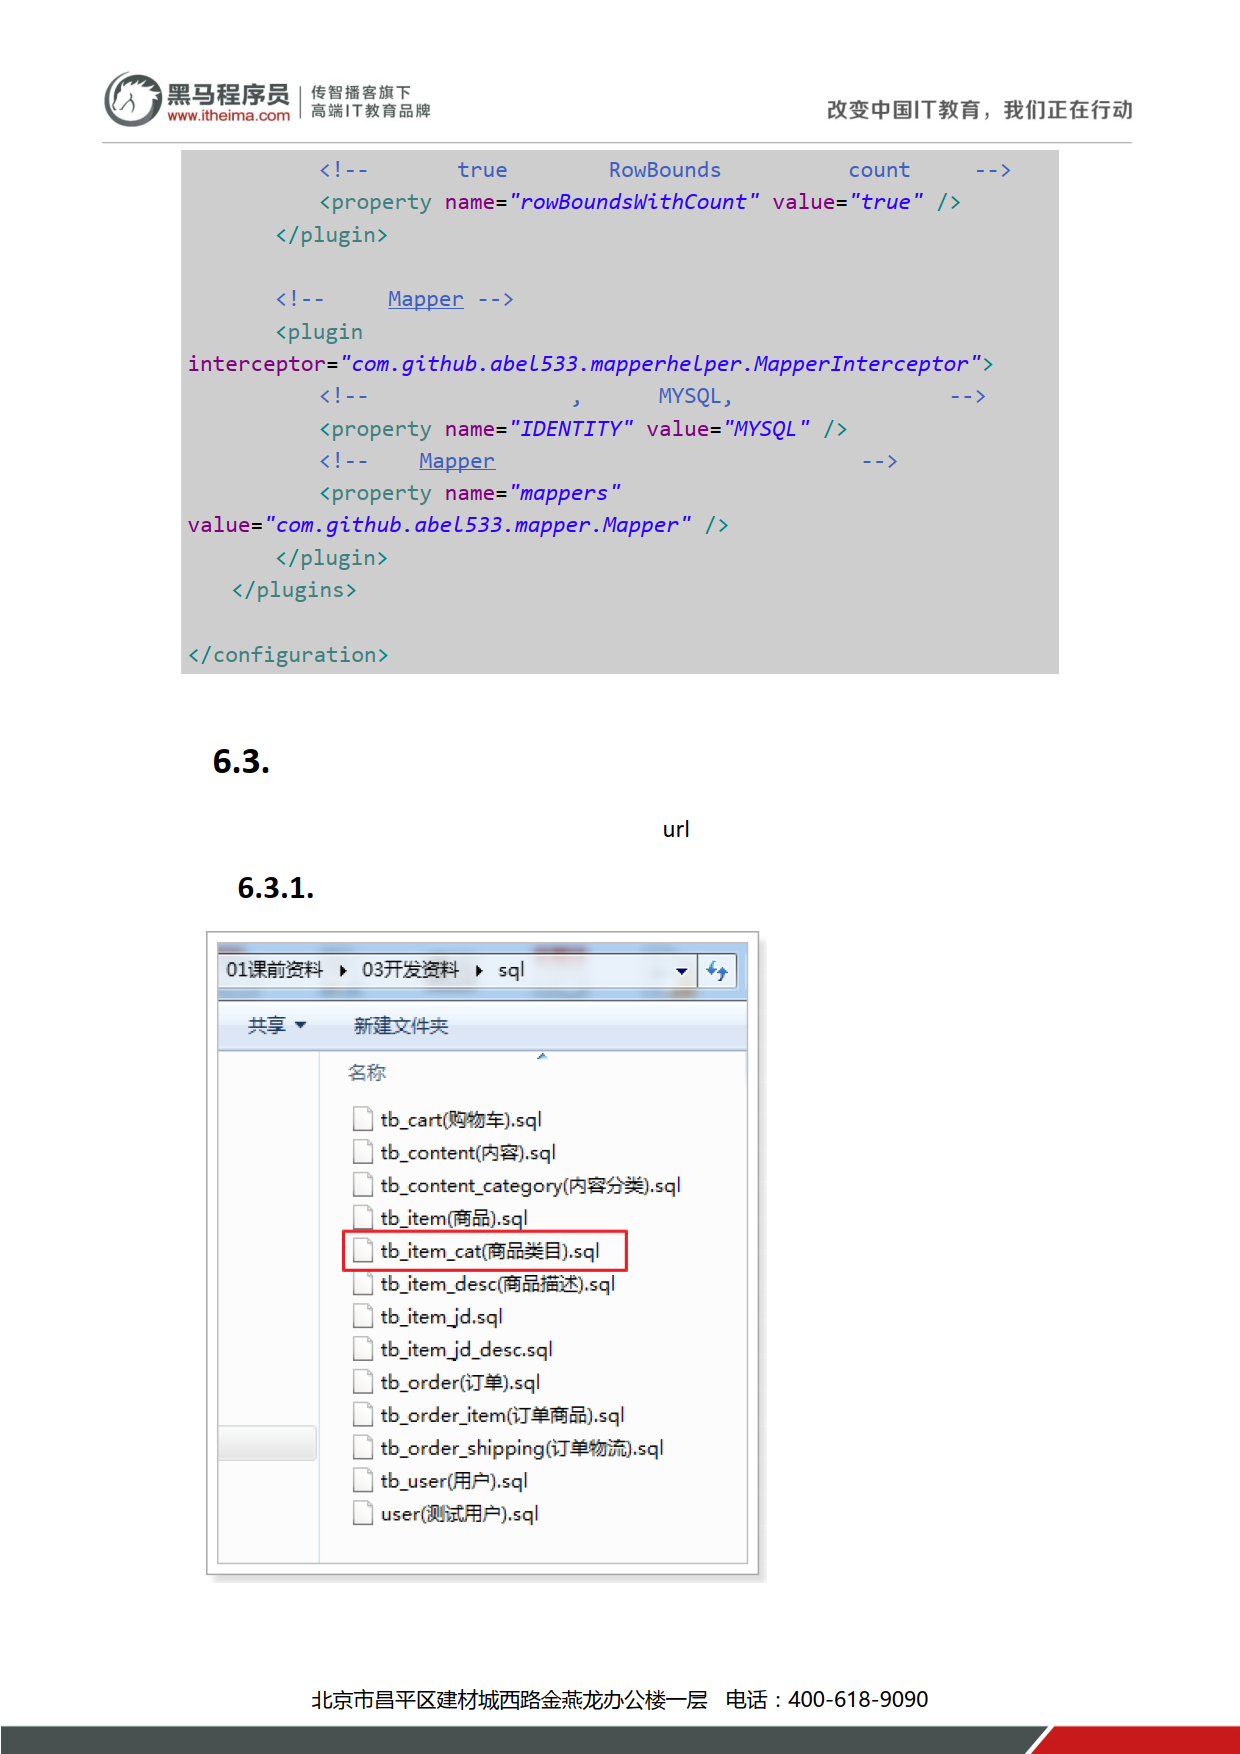 黑马程序员
www.itheima.com
传智播客旗下
高端IT教育品牌
改变中国IT教育，我们正在行动
<!-- true RowBounds count -->
<property name="rowBoundsWithCount" value="true" />
</plugin>
<!-- Mapper -->
<plugin
interceptor="com.github.abel533.mapperhelper.MapperInterceptor">
<!-- , MYSQL, -->
<property name="IDENTITY" value="MYSQL" />
<!-- Mapper -->
<property name="mappers"
value="com.github.abel533.mapper.Mapper" />
</plugin>
</plugins>
</configuration>
6.3.
url
6.3.1.
01课前资料 03开发资料 sql
共享 新建文件夹
名称
tb_cart(购物车).sql
tb_content(内容).sql
tb_content_category(内容分类).sql
tb_item(商品).sql
tb_item_cat(商品类目).sql
tb_item_desc(商品描述).sql
tb_item_jd.sql
tb_item_jd_desc.sql
tb_order(订单).sql
tb_order_item(订单商品).sql
tb_order_shipping(订单物流).sql
tb_user(用户).sql
user(测试用户).sql
北京市昌平区建材城西路金燕龙办公楼一层 电话：400-618-9090